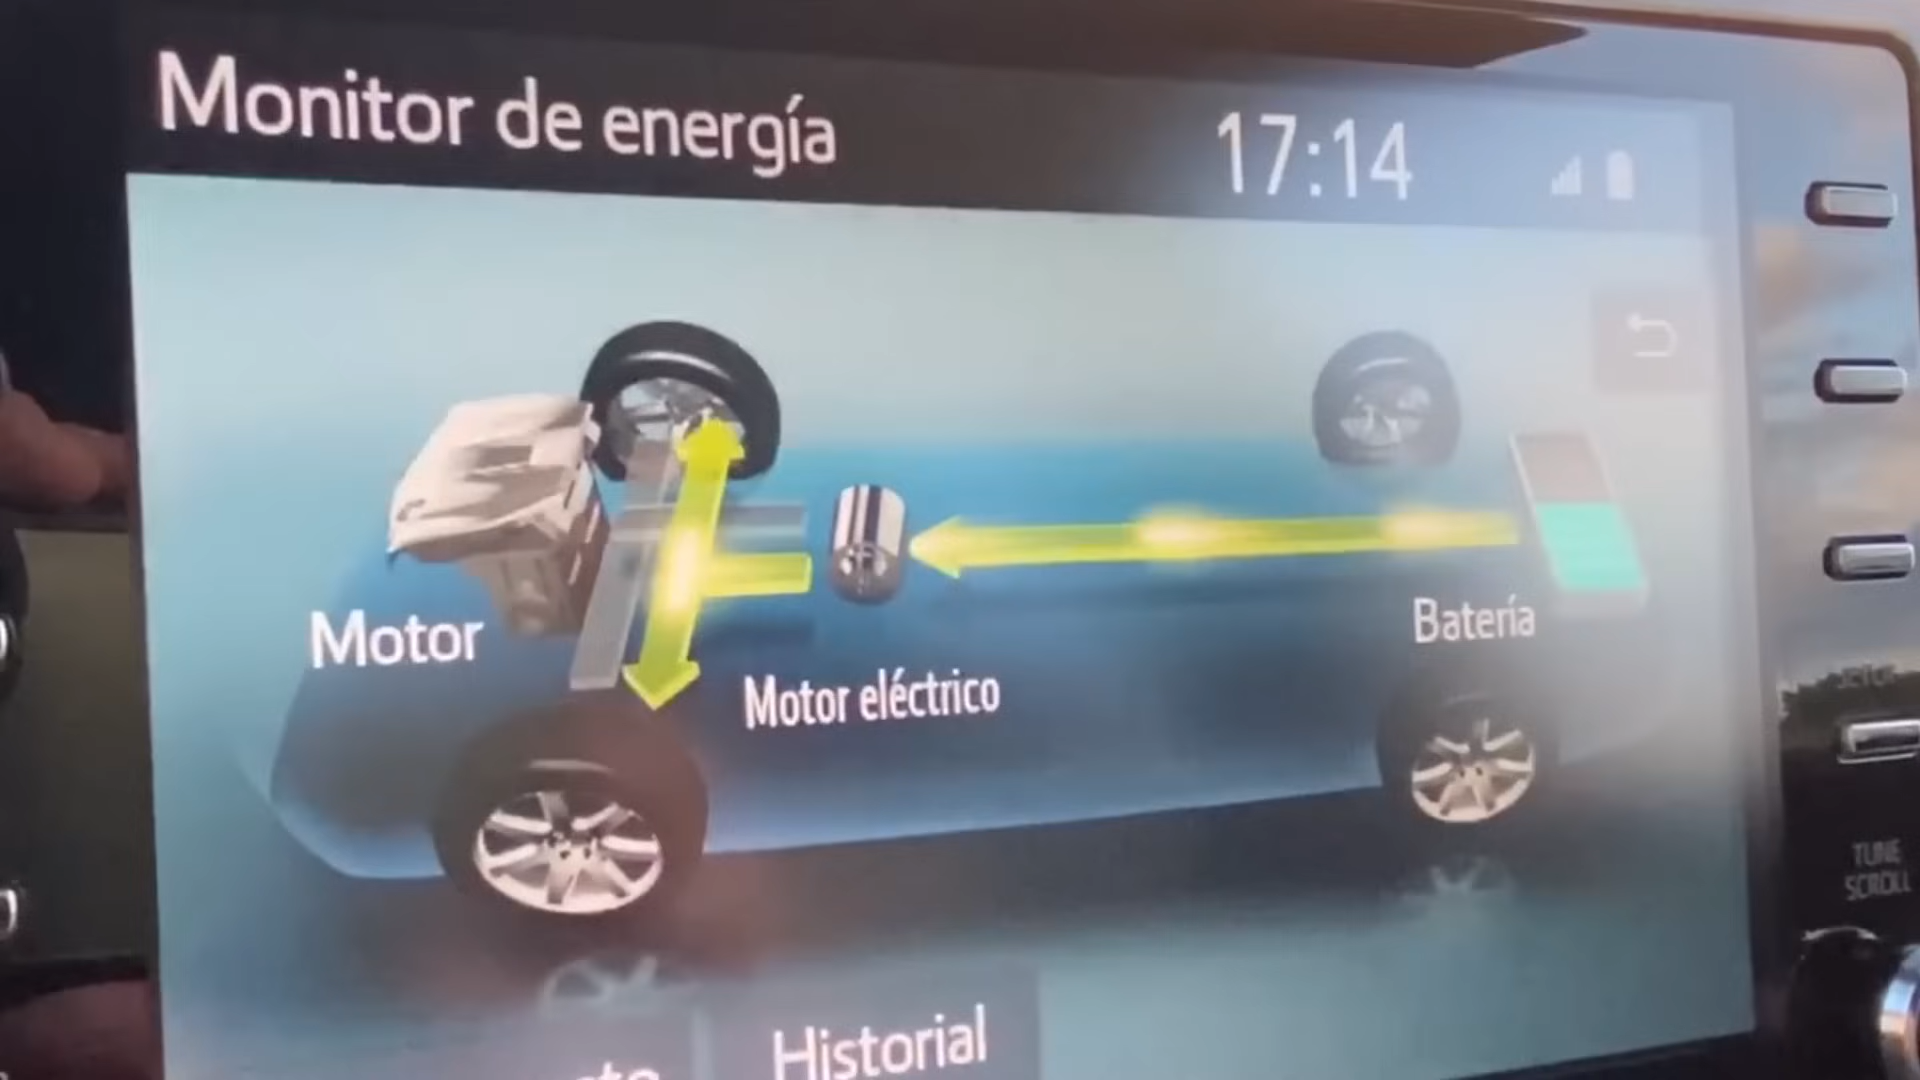 Monitor de energía
17:14
Motor
Motor eléctrico
Batería
Historial
TUNE
SCROLL